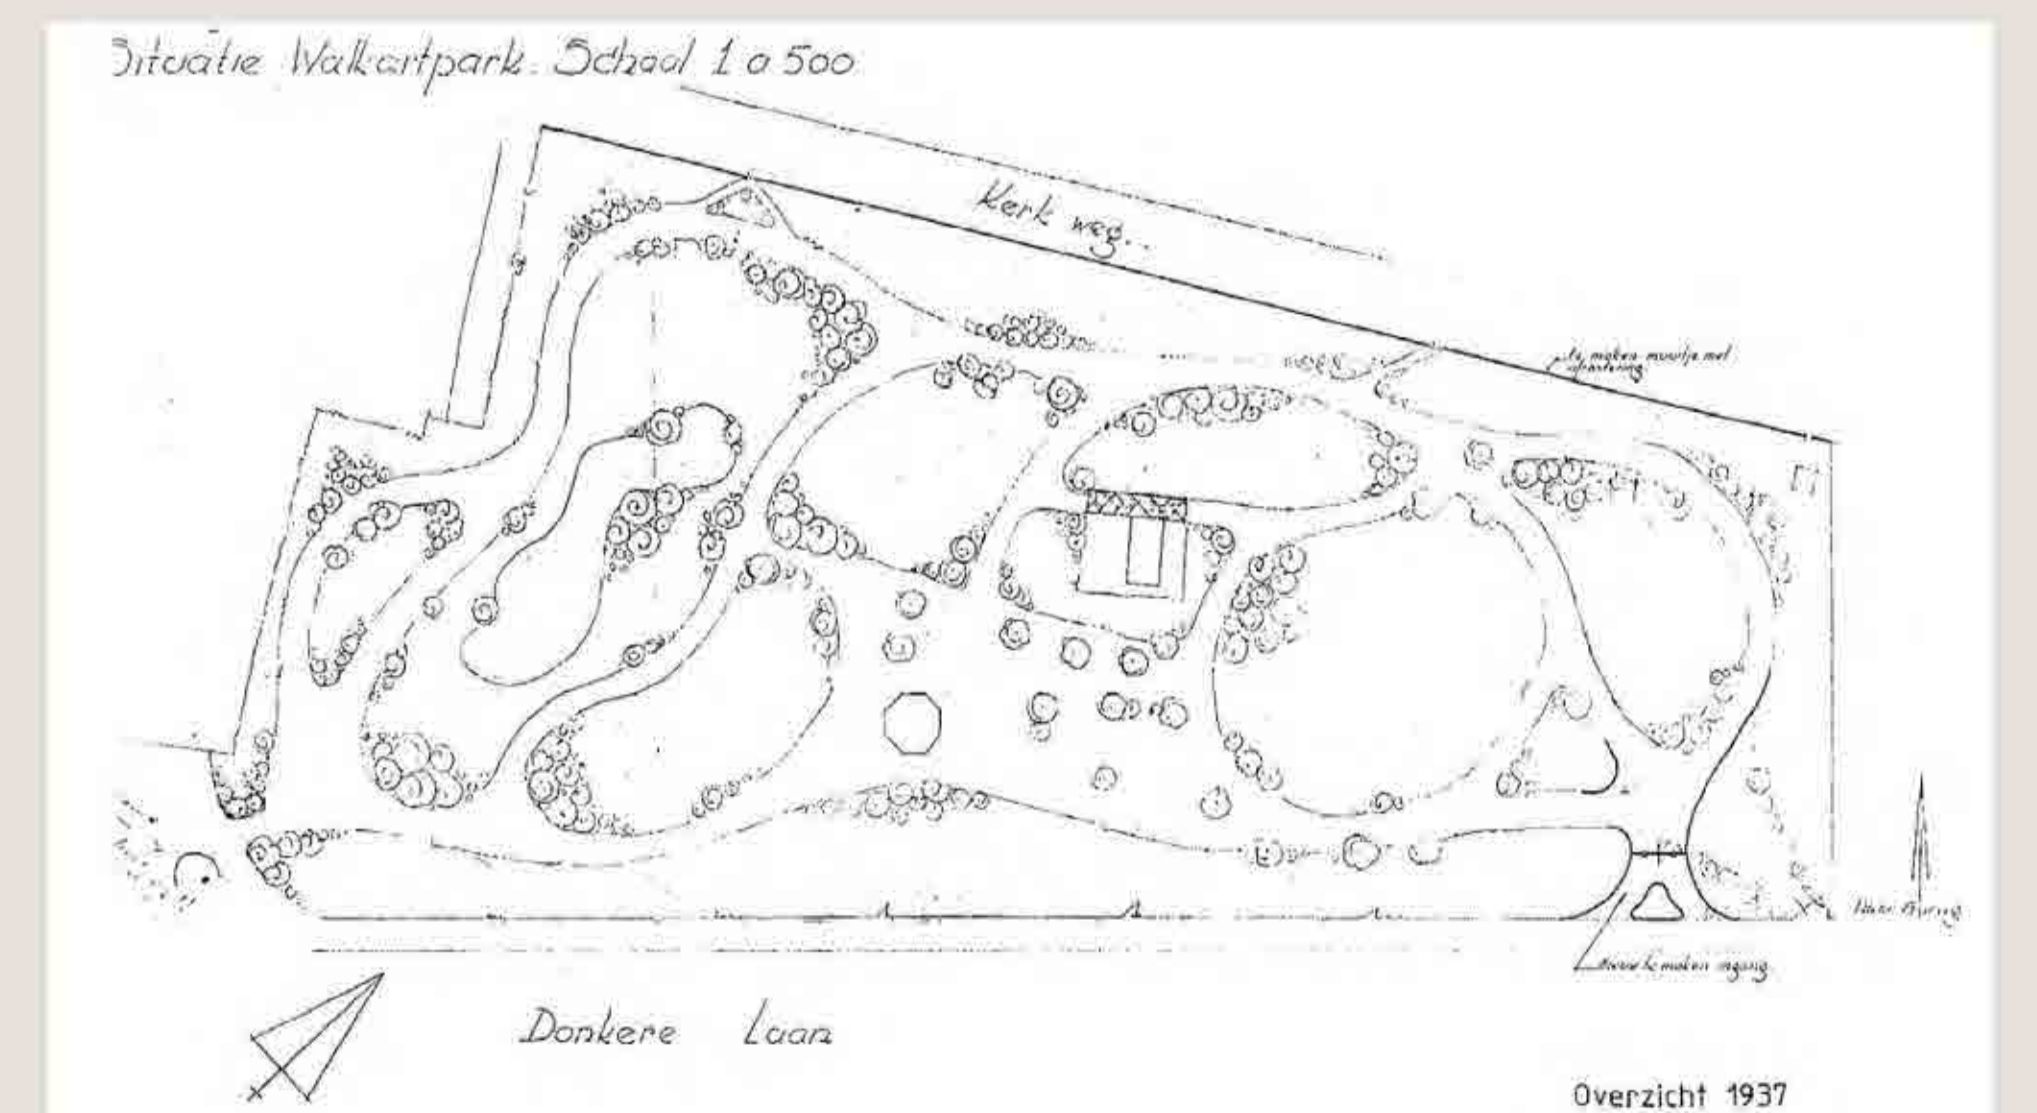 Situatie Walkartpark. Schaal 1 a 500
Kerk weg.
te maken muurtje met
afrastering
Nieuw te maken ingang
Donkere Laan
Overzicht 1937